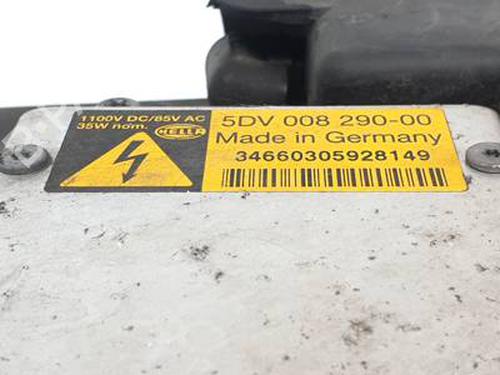 1100V DC/85V AC
35W nom.
HELLA
5DV 008 290-00
Made in Germany
34660305928149